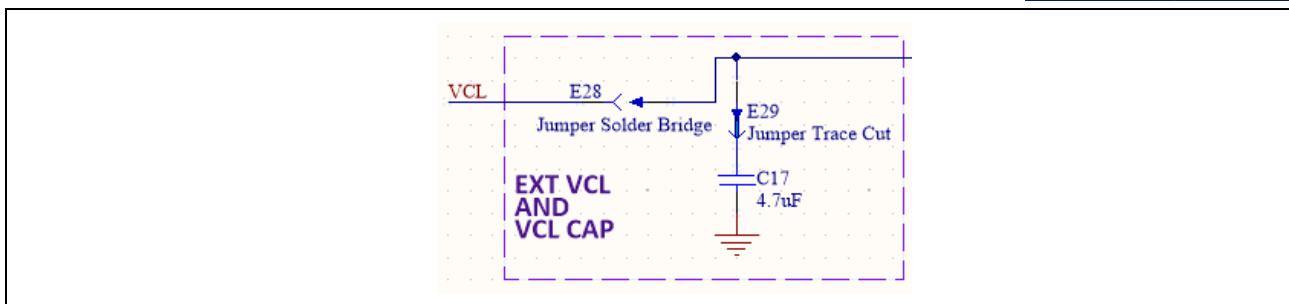 VCL
E28
Jumper Solder Bridge
E29
Jumper Trace Cut
C17
4.7uF
EXT VCL
AND
VCL CAP